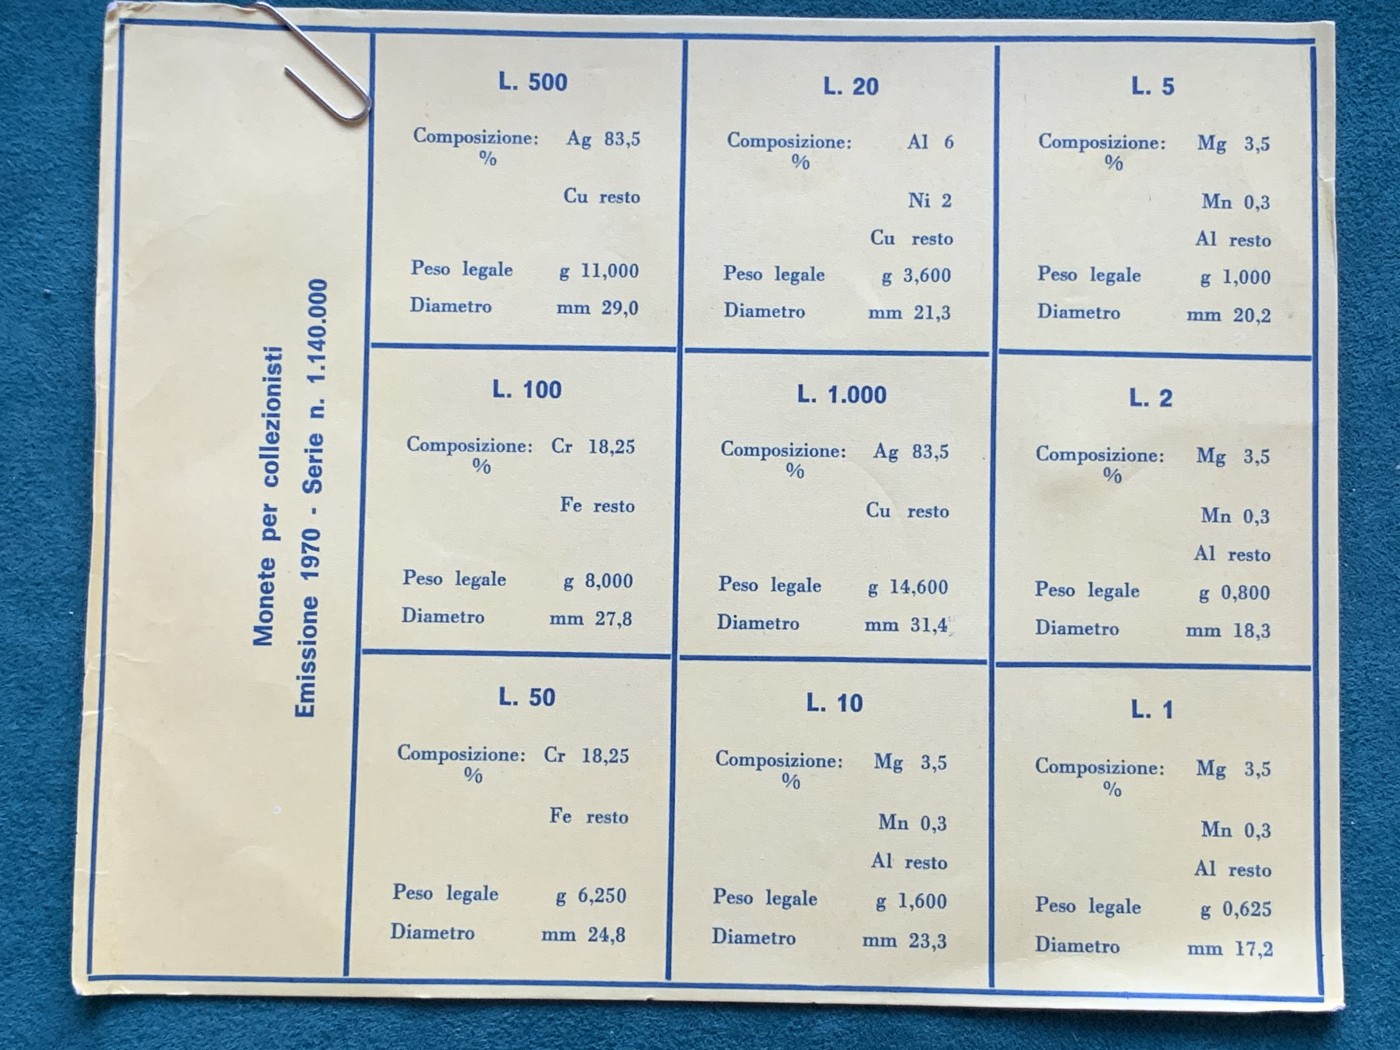 Monete per collezionisti
Emissione 1970 - Serie n. 1.140.000
L. 500
Composizione: Ag 83,5
%
Cu resto
Peso legale g 11,000
Diametro mm 29,0
L. 20
Composizione: Al 6
%
Ni 2
Cu resto
Peso legale g 3,600
Diametro mm 21,3
L. 5
Composizione: Mg 3,5
%
Mn 0,3
Al resto
Peso legale g 1,000
Diametro mm 20,2
L. 100
Composizione: Cr 18,25
%
Fe resto
Peso legale g 8,000
Diametro mm 27,8
L. 1.000
Composizione: Ag 83,5
%
Cu resto
Peso legale g 14,600
Diametro mm 31,4
L. 2
Composizione: Mg 3,5
%
Mn 0,3
Al resto
Peso legale g 0,800
Diametro mm 18,3
L. 50
Composizione: Cr 18,25
%
Fe resto
Peso legale g 6,250
Diametro mm 24,8
L. 10
Composizione: Mg 3,5
%
Mn 0,3
Al resto
Peso legale g 1,600
Diametro mm 23,3
L. 1
Composizione: Mg 3,5
%
Mn 0,3
Al resto
Peso legale g 0,625
Diametro mm 17,2